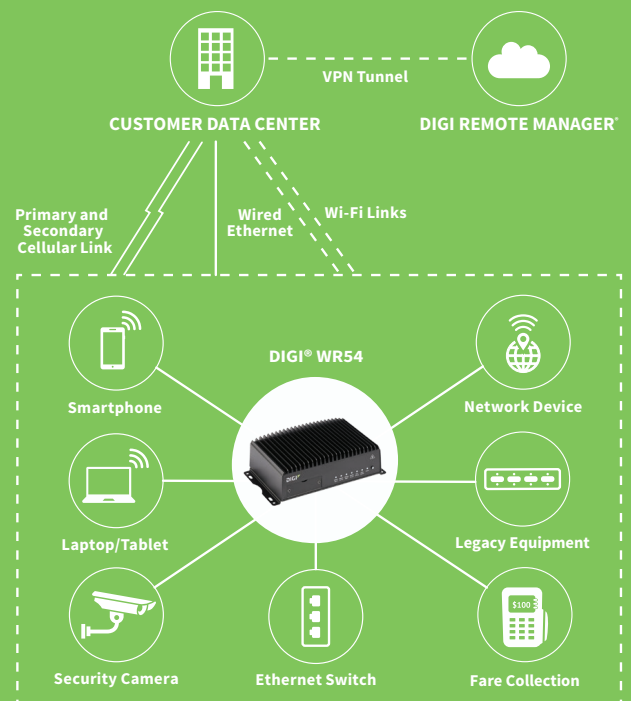 VPN Tunnel
CUSTOMER DATA CENTER
DIGI REMOTE MANAGER®
Primary and
Secondary
Cellular Link
Wired
Ethernet
Wi-Fi Links
DIGI® WR54
Smartphone
Network Device
DIGI®
Laptop/Tablet
Legacy Equipment
$100
Security Camera
Ethernet Switch
Fare Collection